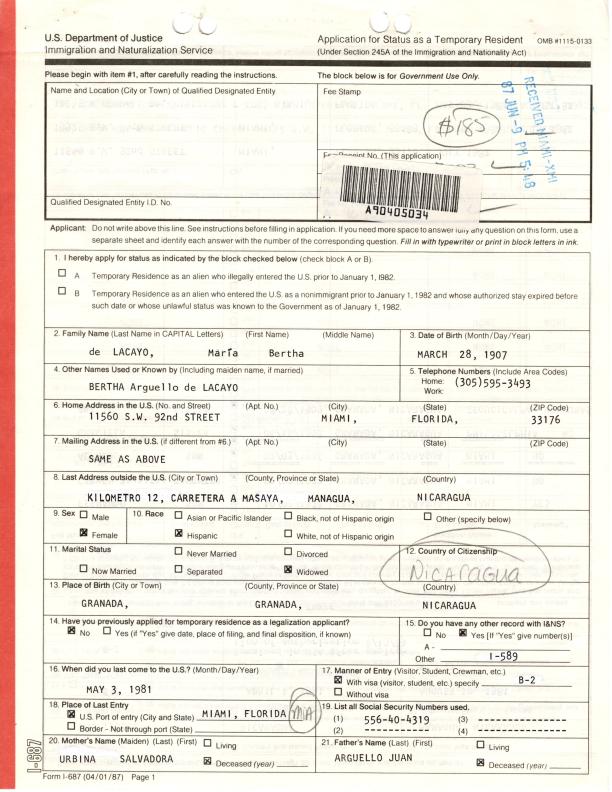 U.S. Department of Justice
Immigration and Naturalization Service
Application for Status as a Temporary Resident OMB #1115-0133
(Under Section 245A of the Immigration and Nationality Act)
Please begin with item #1, after carefully reading the instructions.
The block below is for Government Use Only.
Name and Location (City or Town) of Qualified Designated Entity
Fee Stamp
$185
RECEIVED MIAMI-XMI
87 JUN-9 PM 5:48
Receipt No. (This application)
A90405034
Qualified Designated Entity I.D. No.
Applicant: Do not write above this line. See instructions before filling in application. If you need more space to answer fully any question on this form, use a
separate sheet and identify each answer with the number of the corresponding question. Fill in with typewriter or print in block letters in ink.
1. I hereby apply for status as indicated by the block checked below (check block A or B).
A Temporary Residence as an alien who illegally entered the U.S. prior to January 1, 1982.
B Temporary Residence as an alien who entered the U.S. as a nonimmigrant prior to January 1, 1982 and whose authorized stay expired before
such date or whose unlawful status was known to the Government as of January 1, 1982.
2. Family Name (Last Name in CAPITAL Letters) (First Name) (Middle Name)
de LACAYO, María Bertha
3. Date of Birth (Month/Day/Year)
MARCH 28, 1907
4. Other Names Used or Known by (Including maiden name, if married)
BERTHA Arguello de LACAYO
5. Telephone Numbers (Include Area Codes)
Home: (305)595-3493
Work:
6. Home Address in the U.S. (No. and Street) (Apt. No.) (City) (State) (ZIP Code)
11560 S.W. 92nd STREET MIAMI, FLORIDA, 33176
7. Mailing Address in the U.S. (if different from #6.) (Apt. No.) (City) (State) (ZIP Code)
SAME AS ABOVE
8. Last Address outside the U.S. (City or Town) (County, Province or State) (Country)
KILOMETRO 12, CARRETERA A MASAYA, MANAGUA, NICARAGUA
9. Sex Male
Female
10. Race Asian or Pacific Islander Black, not of Hispanic origin Other (specify below)
Hispanic White, not of Hispanic origin
11. Marital Status Never Married Divorced
Now Married Separated Widowed
12. Country of Citizenship
Nicaragua
13. Place of Birth (City or Town) (County, Province or State) (Country)
GRANADA, GRANADA, NICARAGUA
14. Have you previously applied for temporary residence as a legalization applicant?
No Yes (if "Yes" give date, place of filing, and final disposition, if known)
15. Do you have any other record with I&NS?
No Yes [If "Yes" give number(s)]
A -
Other I-589
16. When did you last come to the U.S.? (Month/Day/Year)
MAY 3, 1981
17. Manner of Entry (Visitor, Student, Crewman, etc.)
With visa (visitor, student, etc.) specify B-2
Without visa
18. Place of Last Entry
U.S. Port of entry (City and State) MIAMI, FLORIDA MIA
Border - Not through port (State)
19. List all Social Security Numbers used.
(1) 556-40-4319 (3) --------------
(2) -------------- (4) --------------
20. Mother's Name (Maiden) (Last) (First) Living
URBINA SALVADORA Deceased (year)
21. Father's Name (Last) (First) Living
ARGUELLO JUAN Deceased (year)
I-687
Form I-687 (04/01/87) Page 1